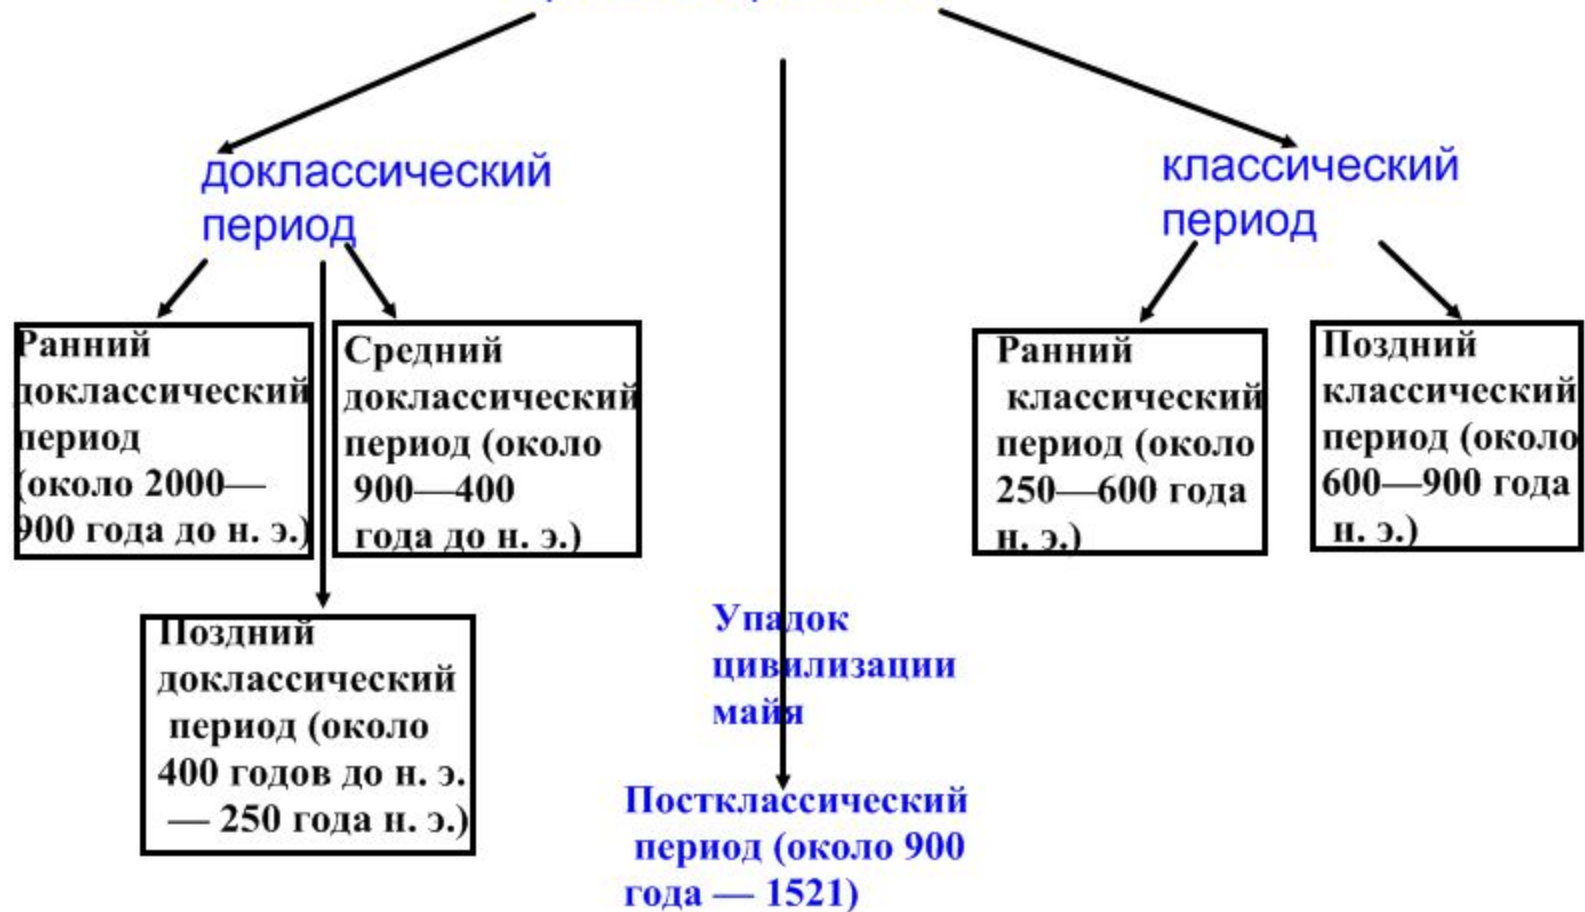 доклассический
период
классический
период
Ранний
доклассический
период
(около 2000—
900 года до н. э.)
Средний
доклассический
период (около
900—400
года до н. э.)
Ранний
классический
период (около
250—600 года
н. э.)
Поздний
классический
период (около
600—900 года
н. э.)
Поздний
доклассический
период (около
400 годов до н. э.
— 250 года н. э.)
Упадок
цивилизации
майя
Постклассический
период (около 900
года — 1521)